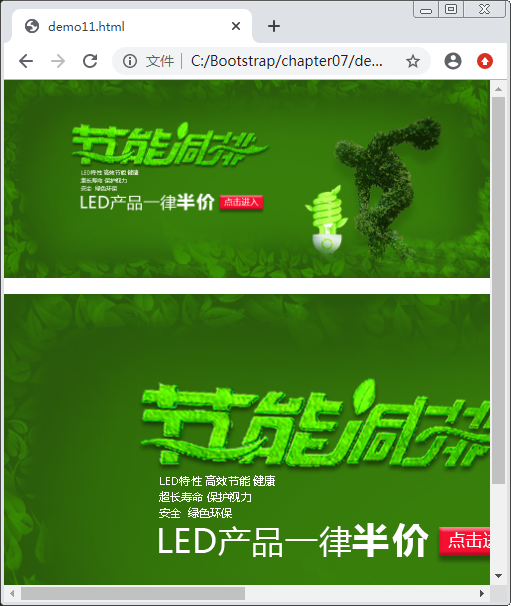 demo11.html
文件 C:/Bootstrap/chapter07/de...
节能减排
LED特性 高效节能 健康
超长寿命 保护视力
安全 绿色环保
LED产品一律半价 点击进入
节能减排
LED特性 高效节能 健康
超长寿命 保护视力
安全 绿色环保
LED产品一律半价 点击进